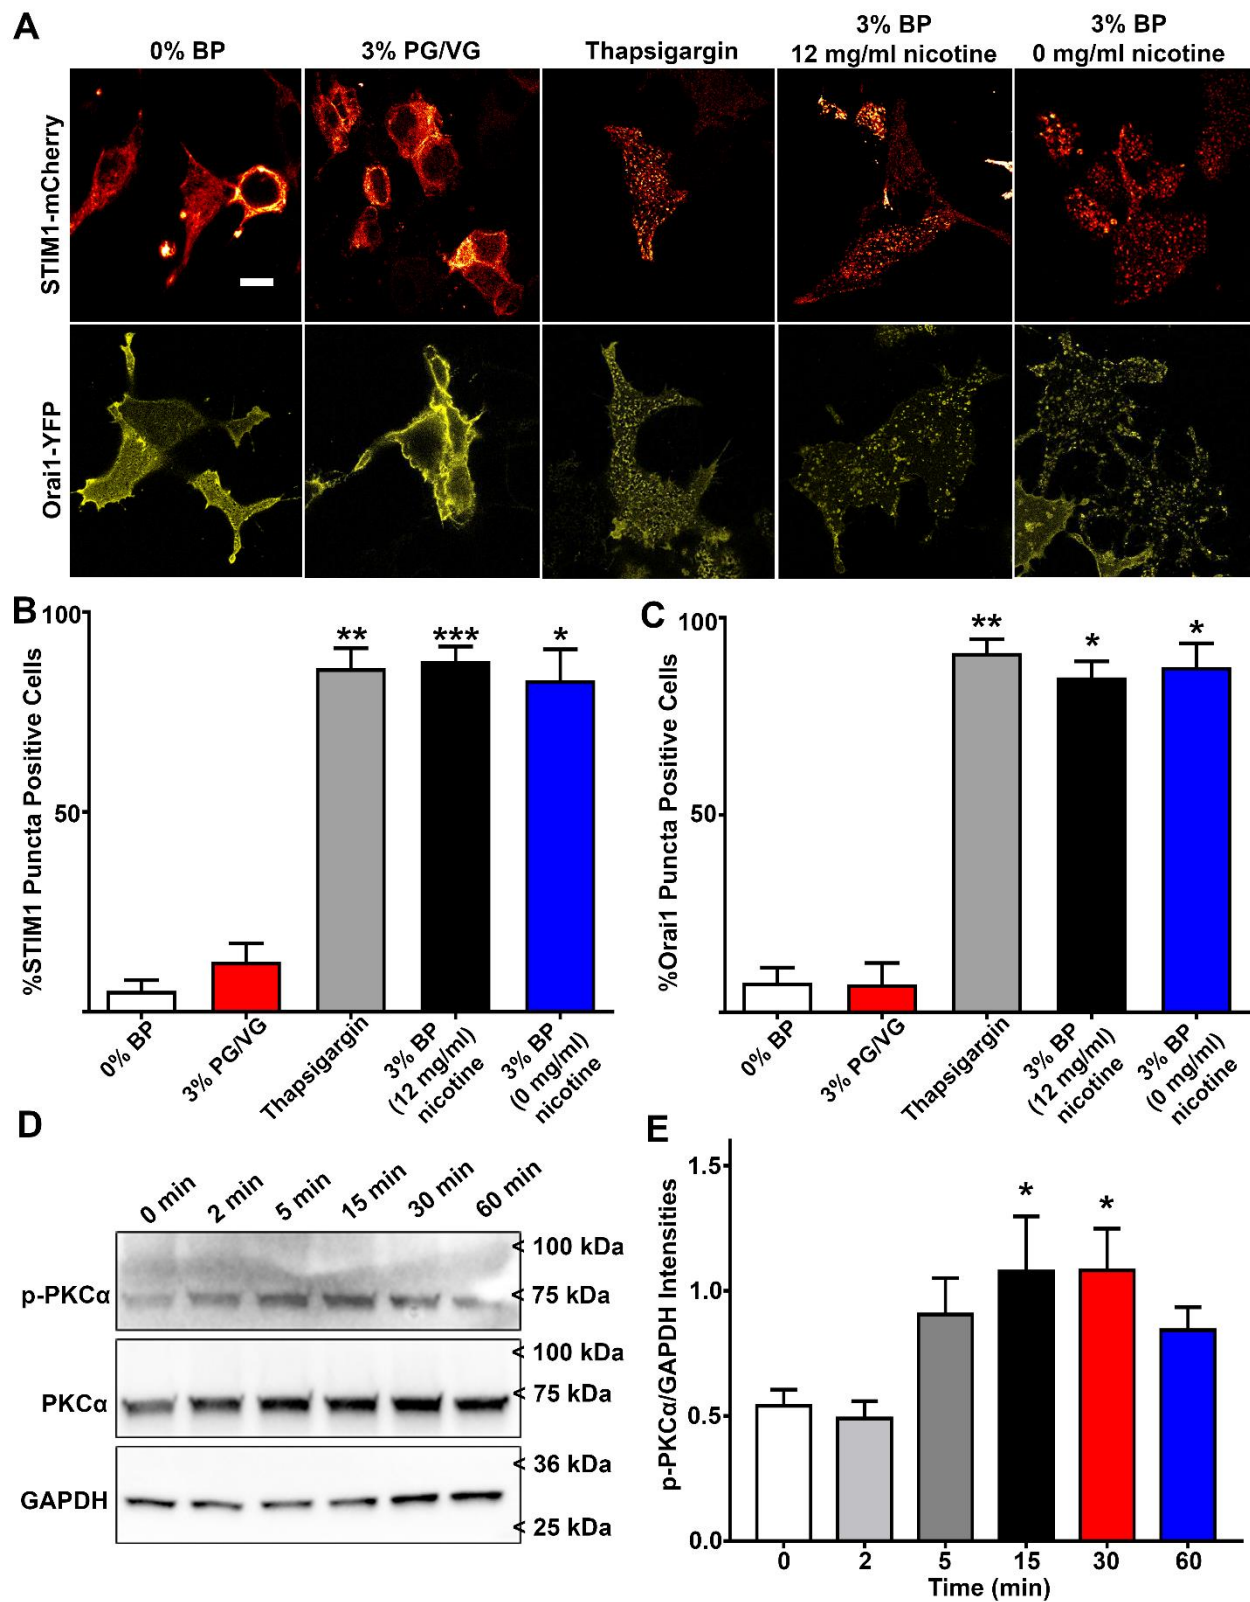 A
0% BP
3% PG/VG
Thapsigargin
3% BP
12 mg/ml nicotine
3% BP
0 mg/ml nicotine
STIM1-mCherry
Orai1-YFP
B
%STIM1 Puncta Positive Cells
100
50
**
***
*
0% BP
3% PG/VG
Thapsigargin
3% BP
(12 mg/ml)
nicotine
3% BP
(0 mg/ml)
nicotine
C
%Orai1 Puncta Positive Cells
100
50
**
*
*
0% BP
3% PG/VG
Thapsigargin
3% BP
(12 mg/ml)
nicotine
3% BP
(0 mg/ml)
nicotine
D
0 min
2 min
5 min
15 min
30 min
60 min
p-PKCα
< 100 kDa
< 75 kDa
PKCα
< 100 kDa
< 75 kDa
GAPDH
< 36 kDa
< 25 kDa
E
p-PKCα/GAPDH Intensities
1.5
1.0
0.5
0.0
*
*
0 2 5 15 30 60
Time (min)